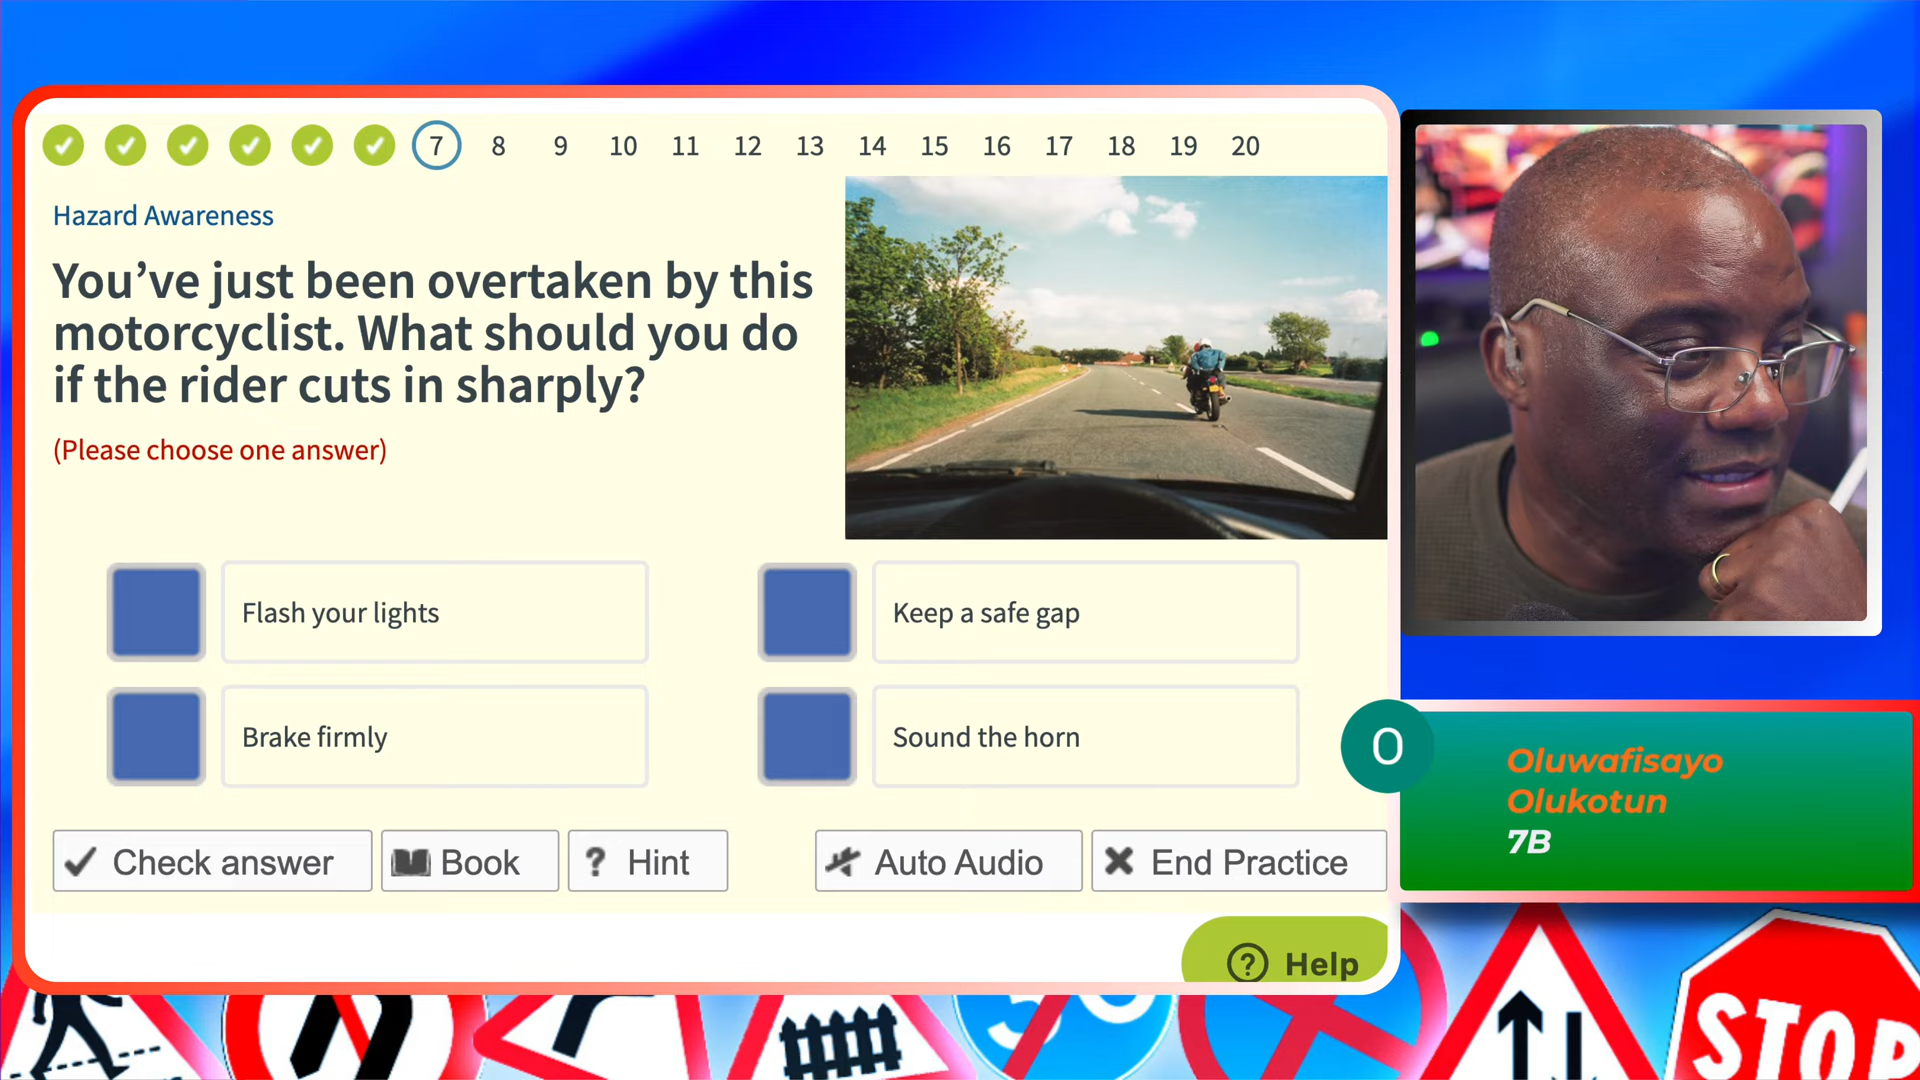 7 8 9 10 11 12 13 14 15 16 17 18 19 20
Hazard Awareness
You’ve just been overtaken by this
motorcyclist. What should you do
if the rider cuts in sharply?
(Please choose one answer)
Flash your lights
Keep a safe gap
Brake firmly
Sound the horn
Check answer
Book
? Hint
Auto Audio
End Practice
? Help
O
Oluwafisayo
Olukotun
7B
STOP